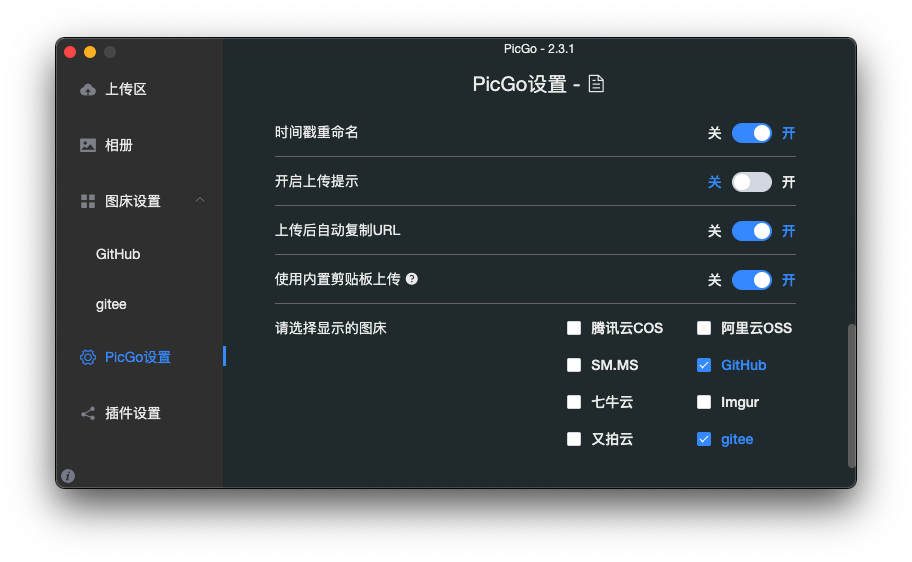 PicGo - 2.3.1
上传区
相册
图床设置
GitHub
gitee
PicGo设置
插件设置
PicGo设置 -
时间戳重命名 关 开
开启上传提示 关 开
上传后自动复制URL 关 开
使用内置剪贴板上传 ? 关 开
请选择显示的图床 腾讯云COS 阿里云OSS
SM.MS GitHub
七牛云 Imgur
又拍云 gitee
i